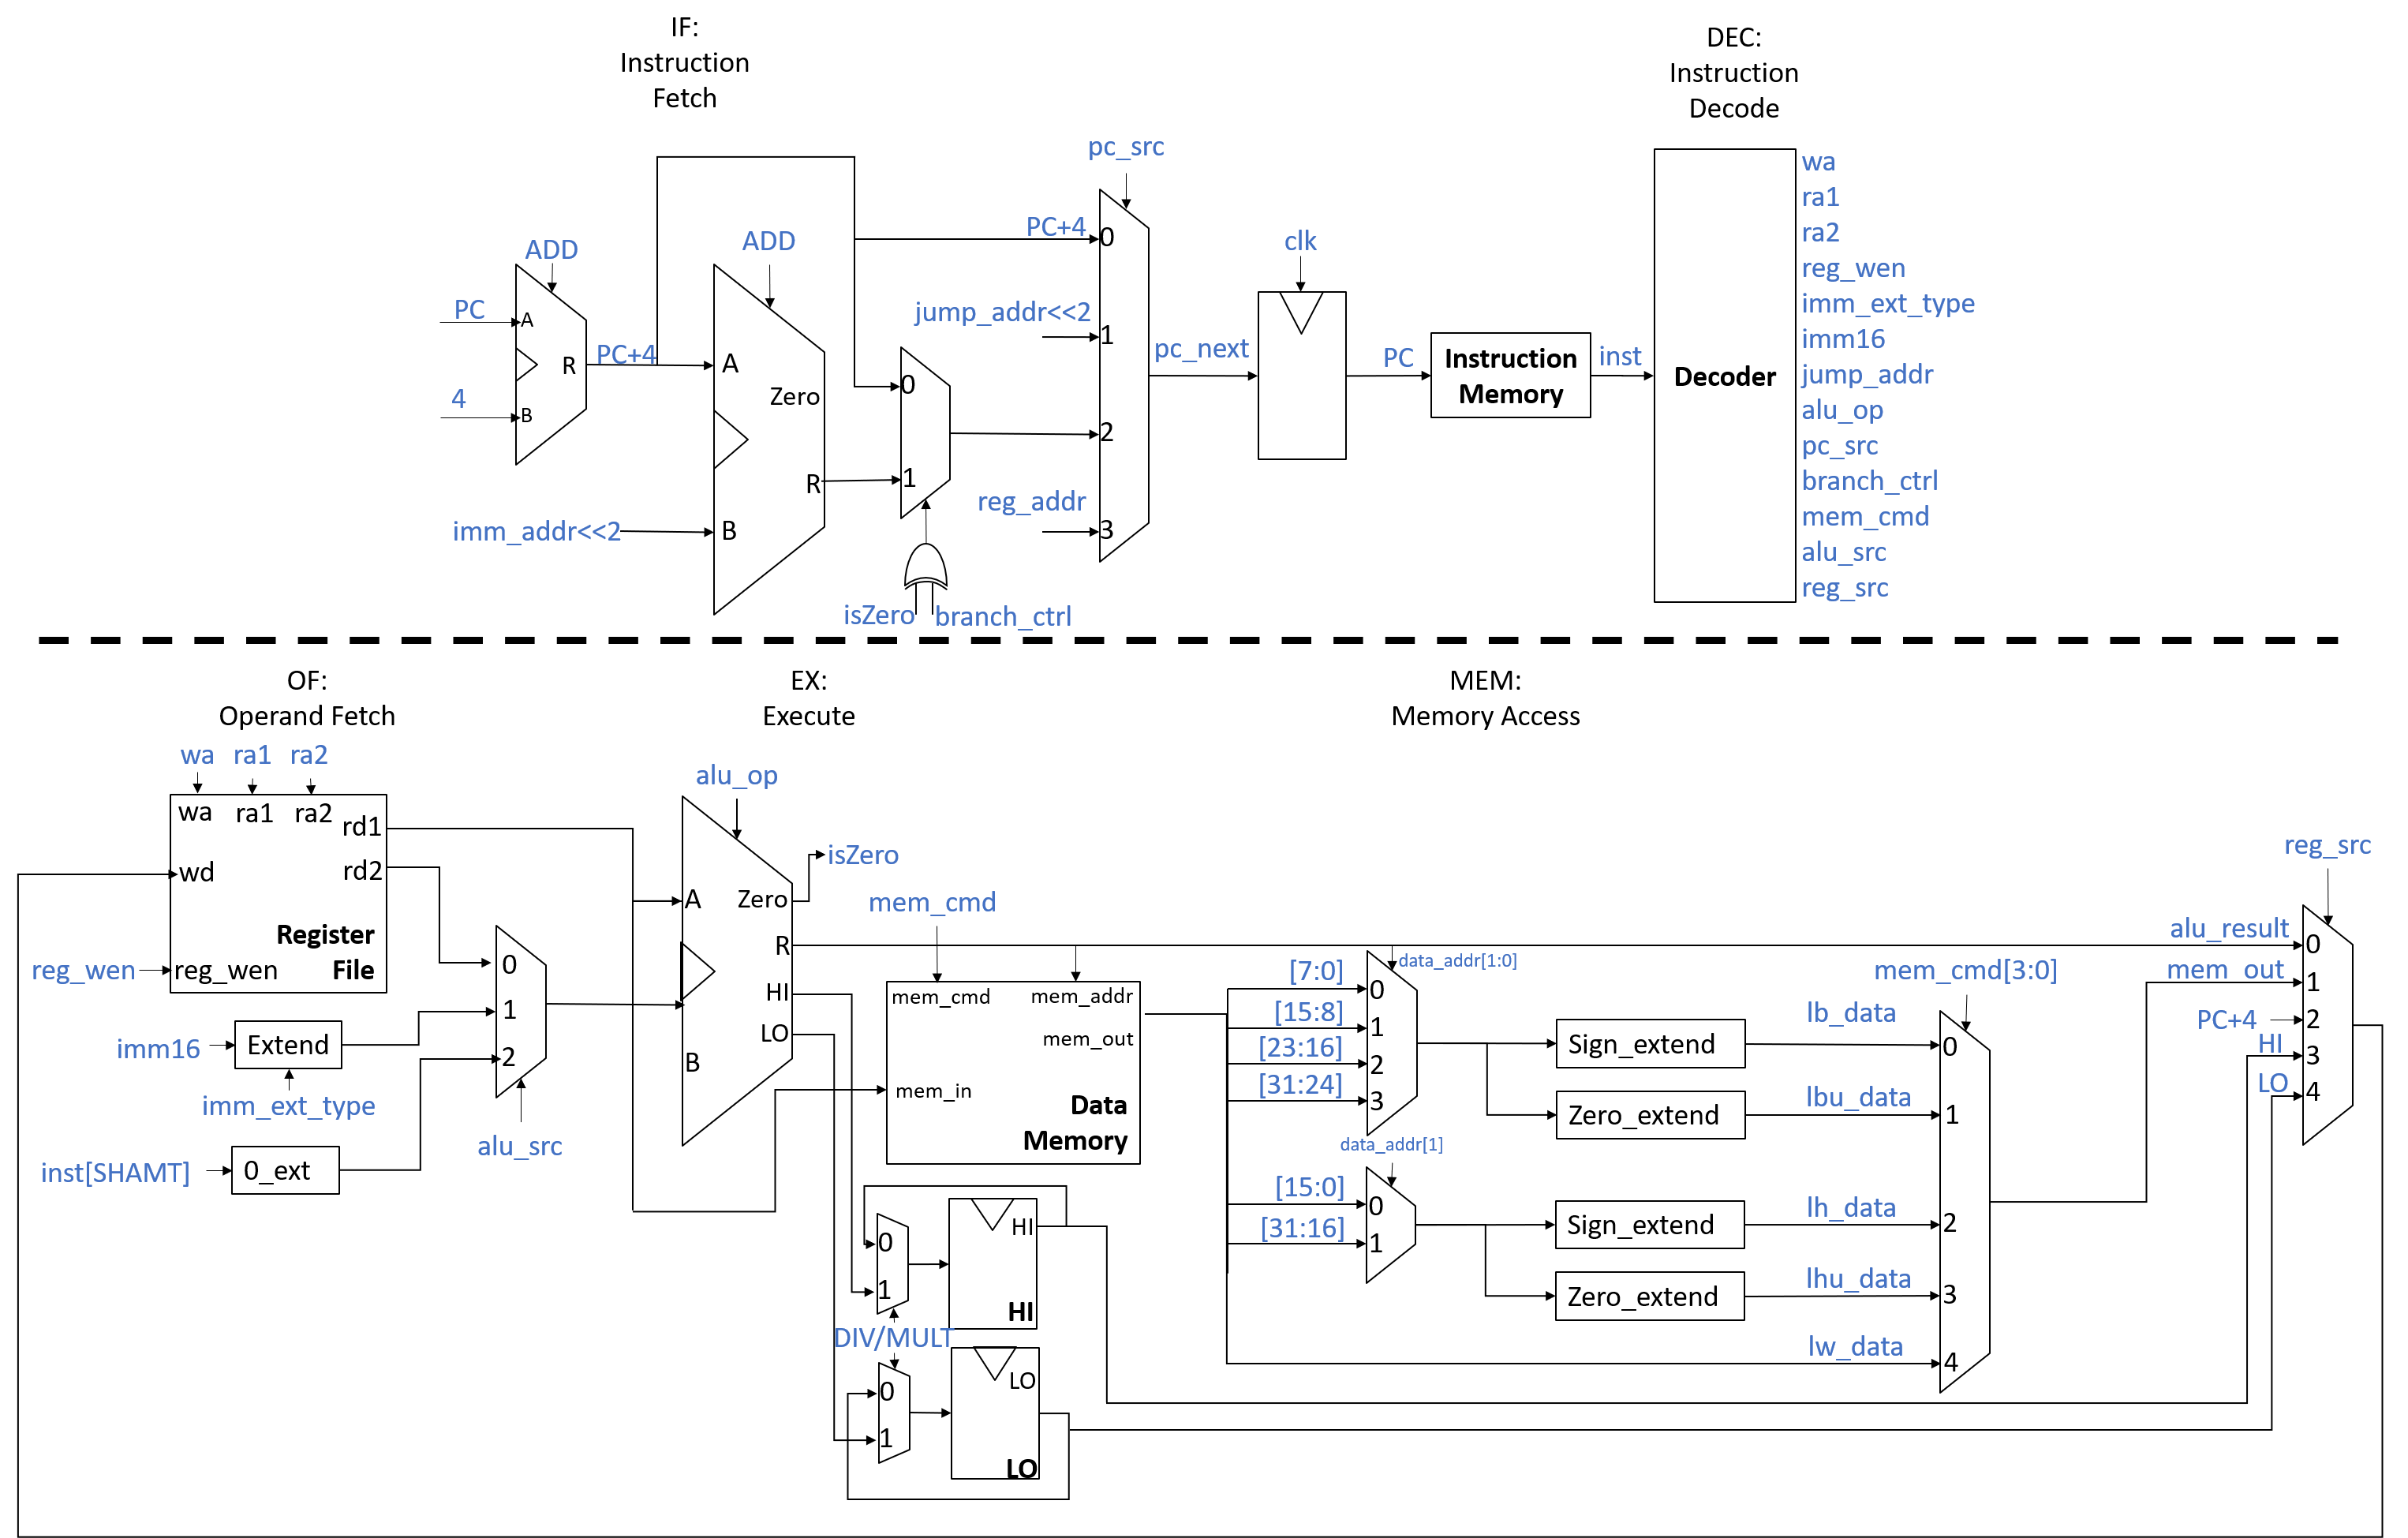 IF:
Instruction
Fetch
DEC:
Instruction
Decode
pc_src
ADD
ADD
clk
PC
A
4
B
R
PC+4
A
Zero
R
B
imm_addr<<2
0
1
isZero
branch_ctrl
PC+4
0
jump_addr<<2
1
2
reg_addr
3
pc_next
PC
Instruction
Memory
inst
Decoder
wa
ra1
ra2
reg_wen
imm_ext_type
imm16
jump_addr
alu_op
pc_src
branch_ctrl
mem_cmd
alu_src
reg_src
OF:
Operand Fetch
EX:
Execute
MEM:
Memory Access
wa ra1 ra2
wa ra1 ra2
rd1
wd
rd2
Register
File
reg_wen
reg_wen
imm16
Extend
imm_ext_type
inst[SHAMT]
0_ext
0
1
2
alu_src
alu_op
A
B
Zero
R
HI
LO
isZero
mem_cmd
mem_cmd
mem_addr
mem_out
mem_in
Data
Memory
0
1
HI
HI
DIV/MULT
0
1
LO
LO
[7:0]
[15:8]
[23:16]
[31:24]
0
1
2
3
data_addr[1:0]
data_addr[1]
[15:0]
[31:16]
0
1
Sign_extend
Zero_extend
Sign_extend
Zero_extend
mem_cmd[3:0]
lb_data
lbu_data
lh_data
lhu_data
lw_data
0
1
2
3
4
reg_src
alu_result
mem_out
PC+4
HI
LO
0
1
2
3
4